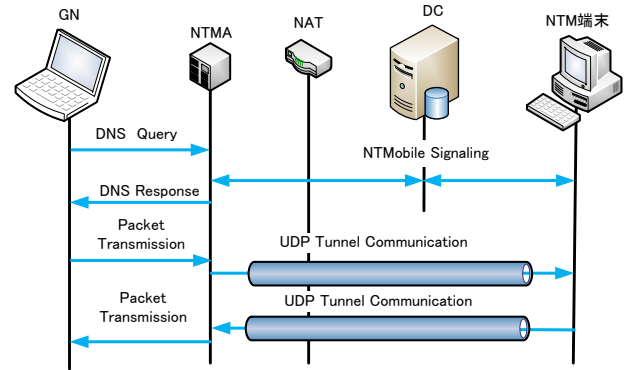 GN
NTMA
NAT
DC
NTM端末
DNS Query
NTMobile Signaling
DNS Response
Packet
Transmission
UDP Tunnel Communication
Packet
Transmission
UDP Tunnel Communication